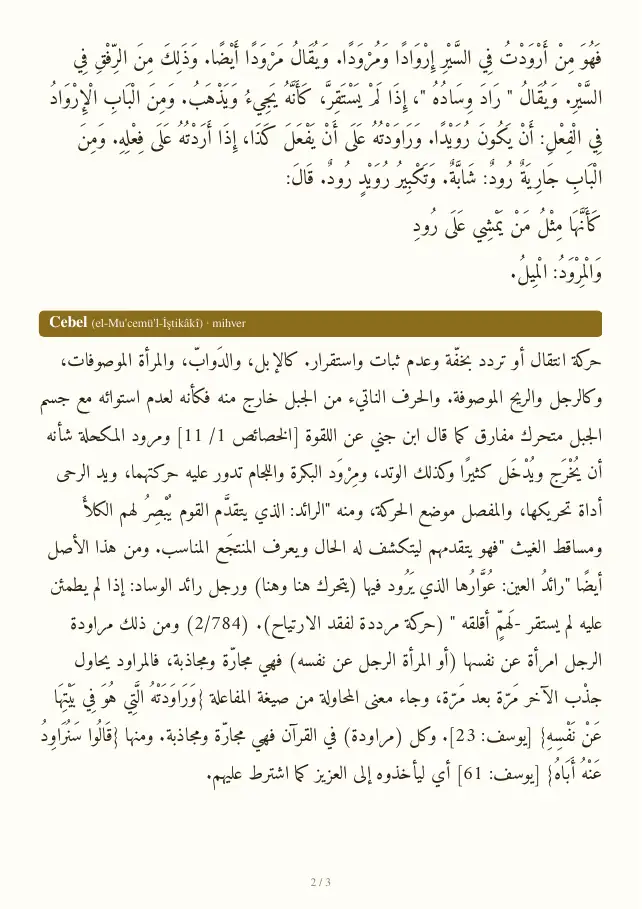 فَهُوَ مِنْ أَرْوَدْتُ فِي السَّيْرِ إِرْوَادًا وَمُرْوَدًا. وَيُقَالُ مَرْوَدًا أَيْضًا. وَذَلِكَ مِنَ الرِّفْقِ فِي
السَّيْرِ. وَيُقَالُ " رَادَ وِسَادُهُ "، إِذَا لَمْ يَسْتَقِرَّ، كَأَنَّهُ يَجِيءُ وَيَذْهَبُ. وَمِنَ الْبَابِ الْإِرْوَادُ
فِي الْفِعْلِ: أَنْ يَكُونَ رُوَيْدًا. وَرَاوَدْتُهُ عَلَى أَنْ يَفْعَلَ كَذَا، إِذَا أَرَدْتُهُ عَلَى فِعْلِهِ. وَمِنَ
الْبَابِ جَارِيَةٌ رُودٌ: شَابَّةٌ. وَتَكْبِيرُ رُوَيْدٍ رُودٌ. قَالَ:
كَأَنَّهَا مِثْلُ مَنْ يَمْشِي عَلَى رُودِ
وَالْمِرْوَدُ: الْمِيلُ.
Cebel (el-Mu'cemü'l-İştikâkî) · mihver
حركة انتقال أو تردد بخفّة وعدم ثبات واستقرار. كالإبل، والدَوابّ، والمرأة الموصوفات،
وكالرجل والريح الموصوفة. والحرف الناتيء من الجبل خارج منه فكأنه لعدم استوائه مع جسم
الجبل متحرك مفارق كما قال ابن جني عن اللقوة [الخصائص 1/ 11] ومرود المكحلة شأنه
أن يُخْرَج ويُدْخَل كثيرًا وكذلك الوتد، ومِرْوَد البكرة واللجام تدور عليه حركتهما، ويد الرحى
أداة تحريكها، والمفصل موضع الحركة، ومنه "الرائد: الذي يتقدَّم القوم يُبْصِرُ لهم الكلأَ
ومساقط الغيث "فهو يتقدمهم ليتكشف له الحال ويعرف المنتجَع المناسب. ومن هذا الأصل
أيضًا "رائدُ العين: عُوَّارُها الذي يَرُود فيها (يتحرك هنا وهنا) ورجل رائد الوساد: إذا لم يطمئن
عليه لم يستقر -لَهمّ أقلقه " (حركة مرددة لفقد الارتياح). (2/784) ومن ذلك مراودة
الرجل امرأة عن نفسها (أو المرأة الرجل عن نفسه) فهي مجارّة ومجاذبة، فالمراود يحاول
جذْب الآخر مَرّة بعد مَرّة، وجاء معنى المحاولة من صيغة المفاعلة {وَرَاوَدَتْهُ الَّتِي هُوَ فِي بَيْتِهَا
عَنْ نَفْسِهِ} [يوسف: 23]. وكل (مراودة) في القرآن فهي مجارّة ومجاذبة. ومنها {قَالُوا سَنُرَاوِدُ
عَنْهُ أَبَاهُ} [يوسف: 61] أي ليأخذوه إلى العزيز كما اشترط عليهم.
2 / 3